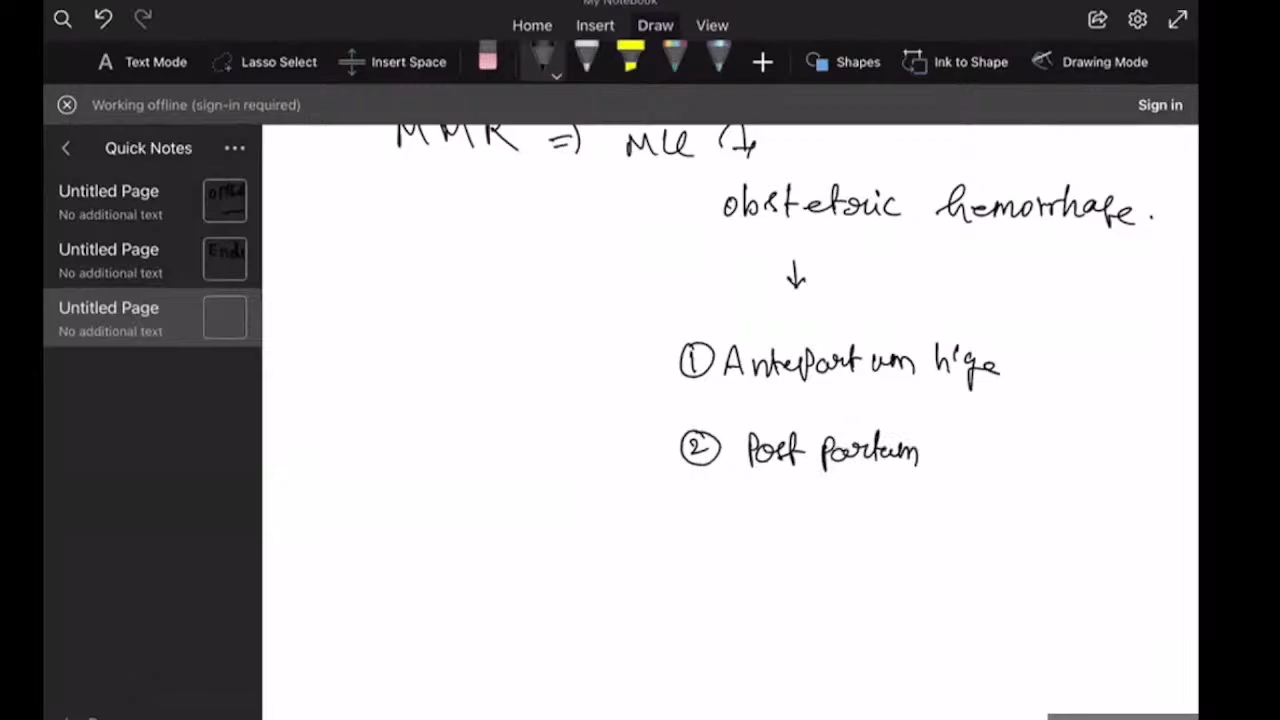 My Notebook
Home Insert Draw View
Text Mode Lasso Select Insert Space Shapes Ink to Shape Drawing Mode
Working offline (sign-in required) Sign in
Quick Notes
Untitled Page
No additional text
Untitled Page
No additional text
Untitled Page
No additional text
MMR =>
obstetric hemorrhage.
↓
① Antepartum h'ge
② Post partum